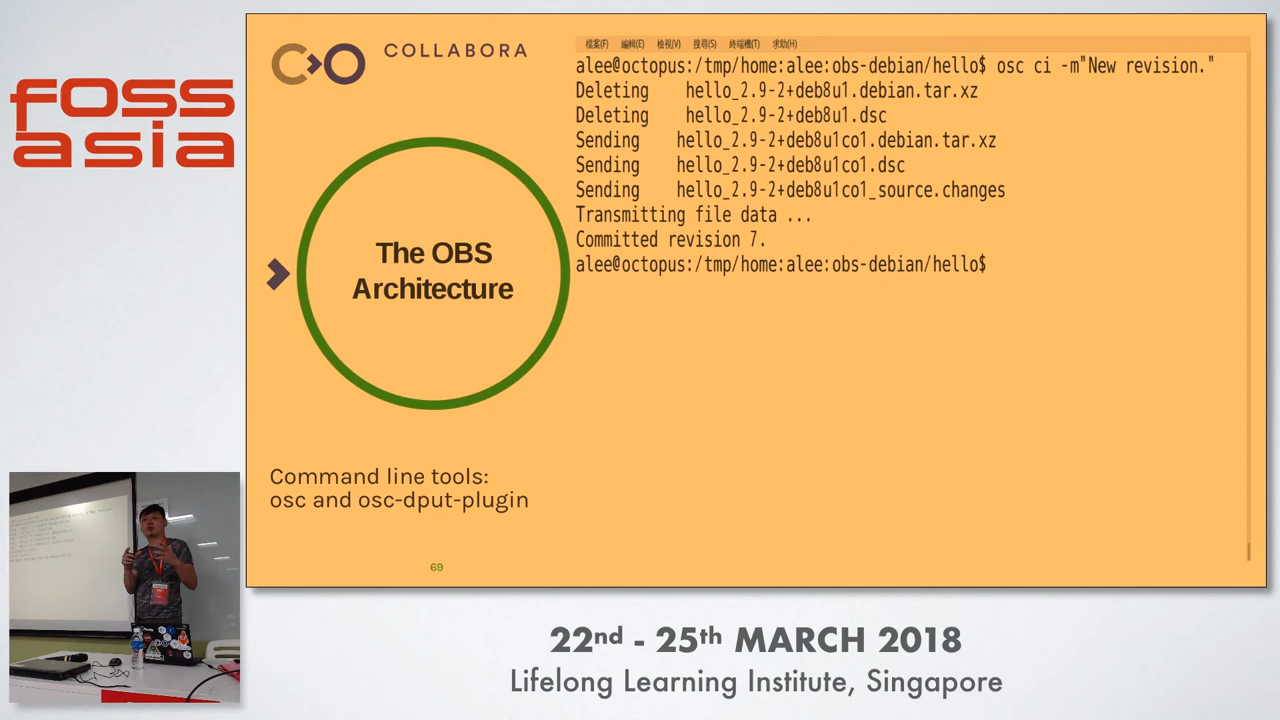 foss
asia
COLLABORA
檔案(F) 編輯(E) 檢視(V) 搜尋(S) 終端機(T) 求助(H)
alee@octopus:/tmp/home:alee:obs-debian/hello$ osc ci -m"New revision."
Deleting hello_2.9-2+deb8u1.debian.tar.xz
Deleting hello_2.9-2+deb8u1.dsc
Sending hello_2.9-2+deb8u1co1.debian.tar.xz
Sending hello_2.9-2+deb8u1co1.dsc
Sending hello_2.9-2+deb8u1co1_source.changes
Transmitting file data ...
Committed revision 7.
alee@octopus:/tmp/home:alee:obs-debian/hello$
The OBS
Architecture
Command line tools:
osc and osc-dput-plugin
69
22nd - 25th MARCH 2018
Lifelong Learning Institute, Singapore